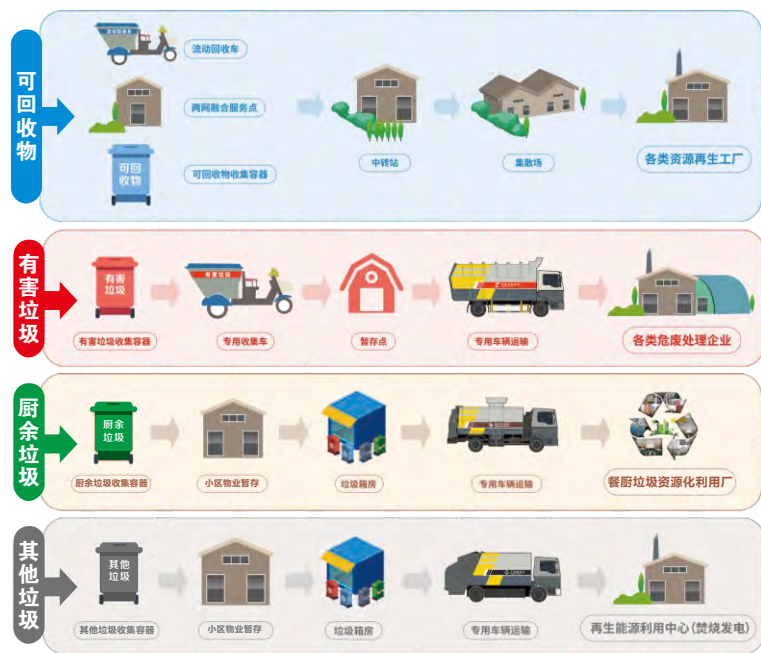 可回收物
流动回收车
流动回收车
两网融合服务点
可回
收物
可回收物收集容器
中转站
集散场
各类资源再生工厂
有害垃圾
有害
垃圾
有害垃圾收集容器
有害垃圾
专用收集车
暂存点
专用车辆运输
各类危废处理企业
厨余垃圾
厨余
垃圾
厨余垃圾收集容器
小区物业暂存
垃圾箱房
专用车辆运输
餐厨垃圾资源化利用厂
其他垃圾
其他
垃圾
其他垃圾收集容器
小区物业暂存
垃圾箱房
专用车辆运输
再生能源利用中心(焚烧发电)